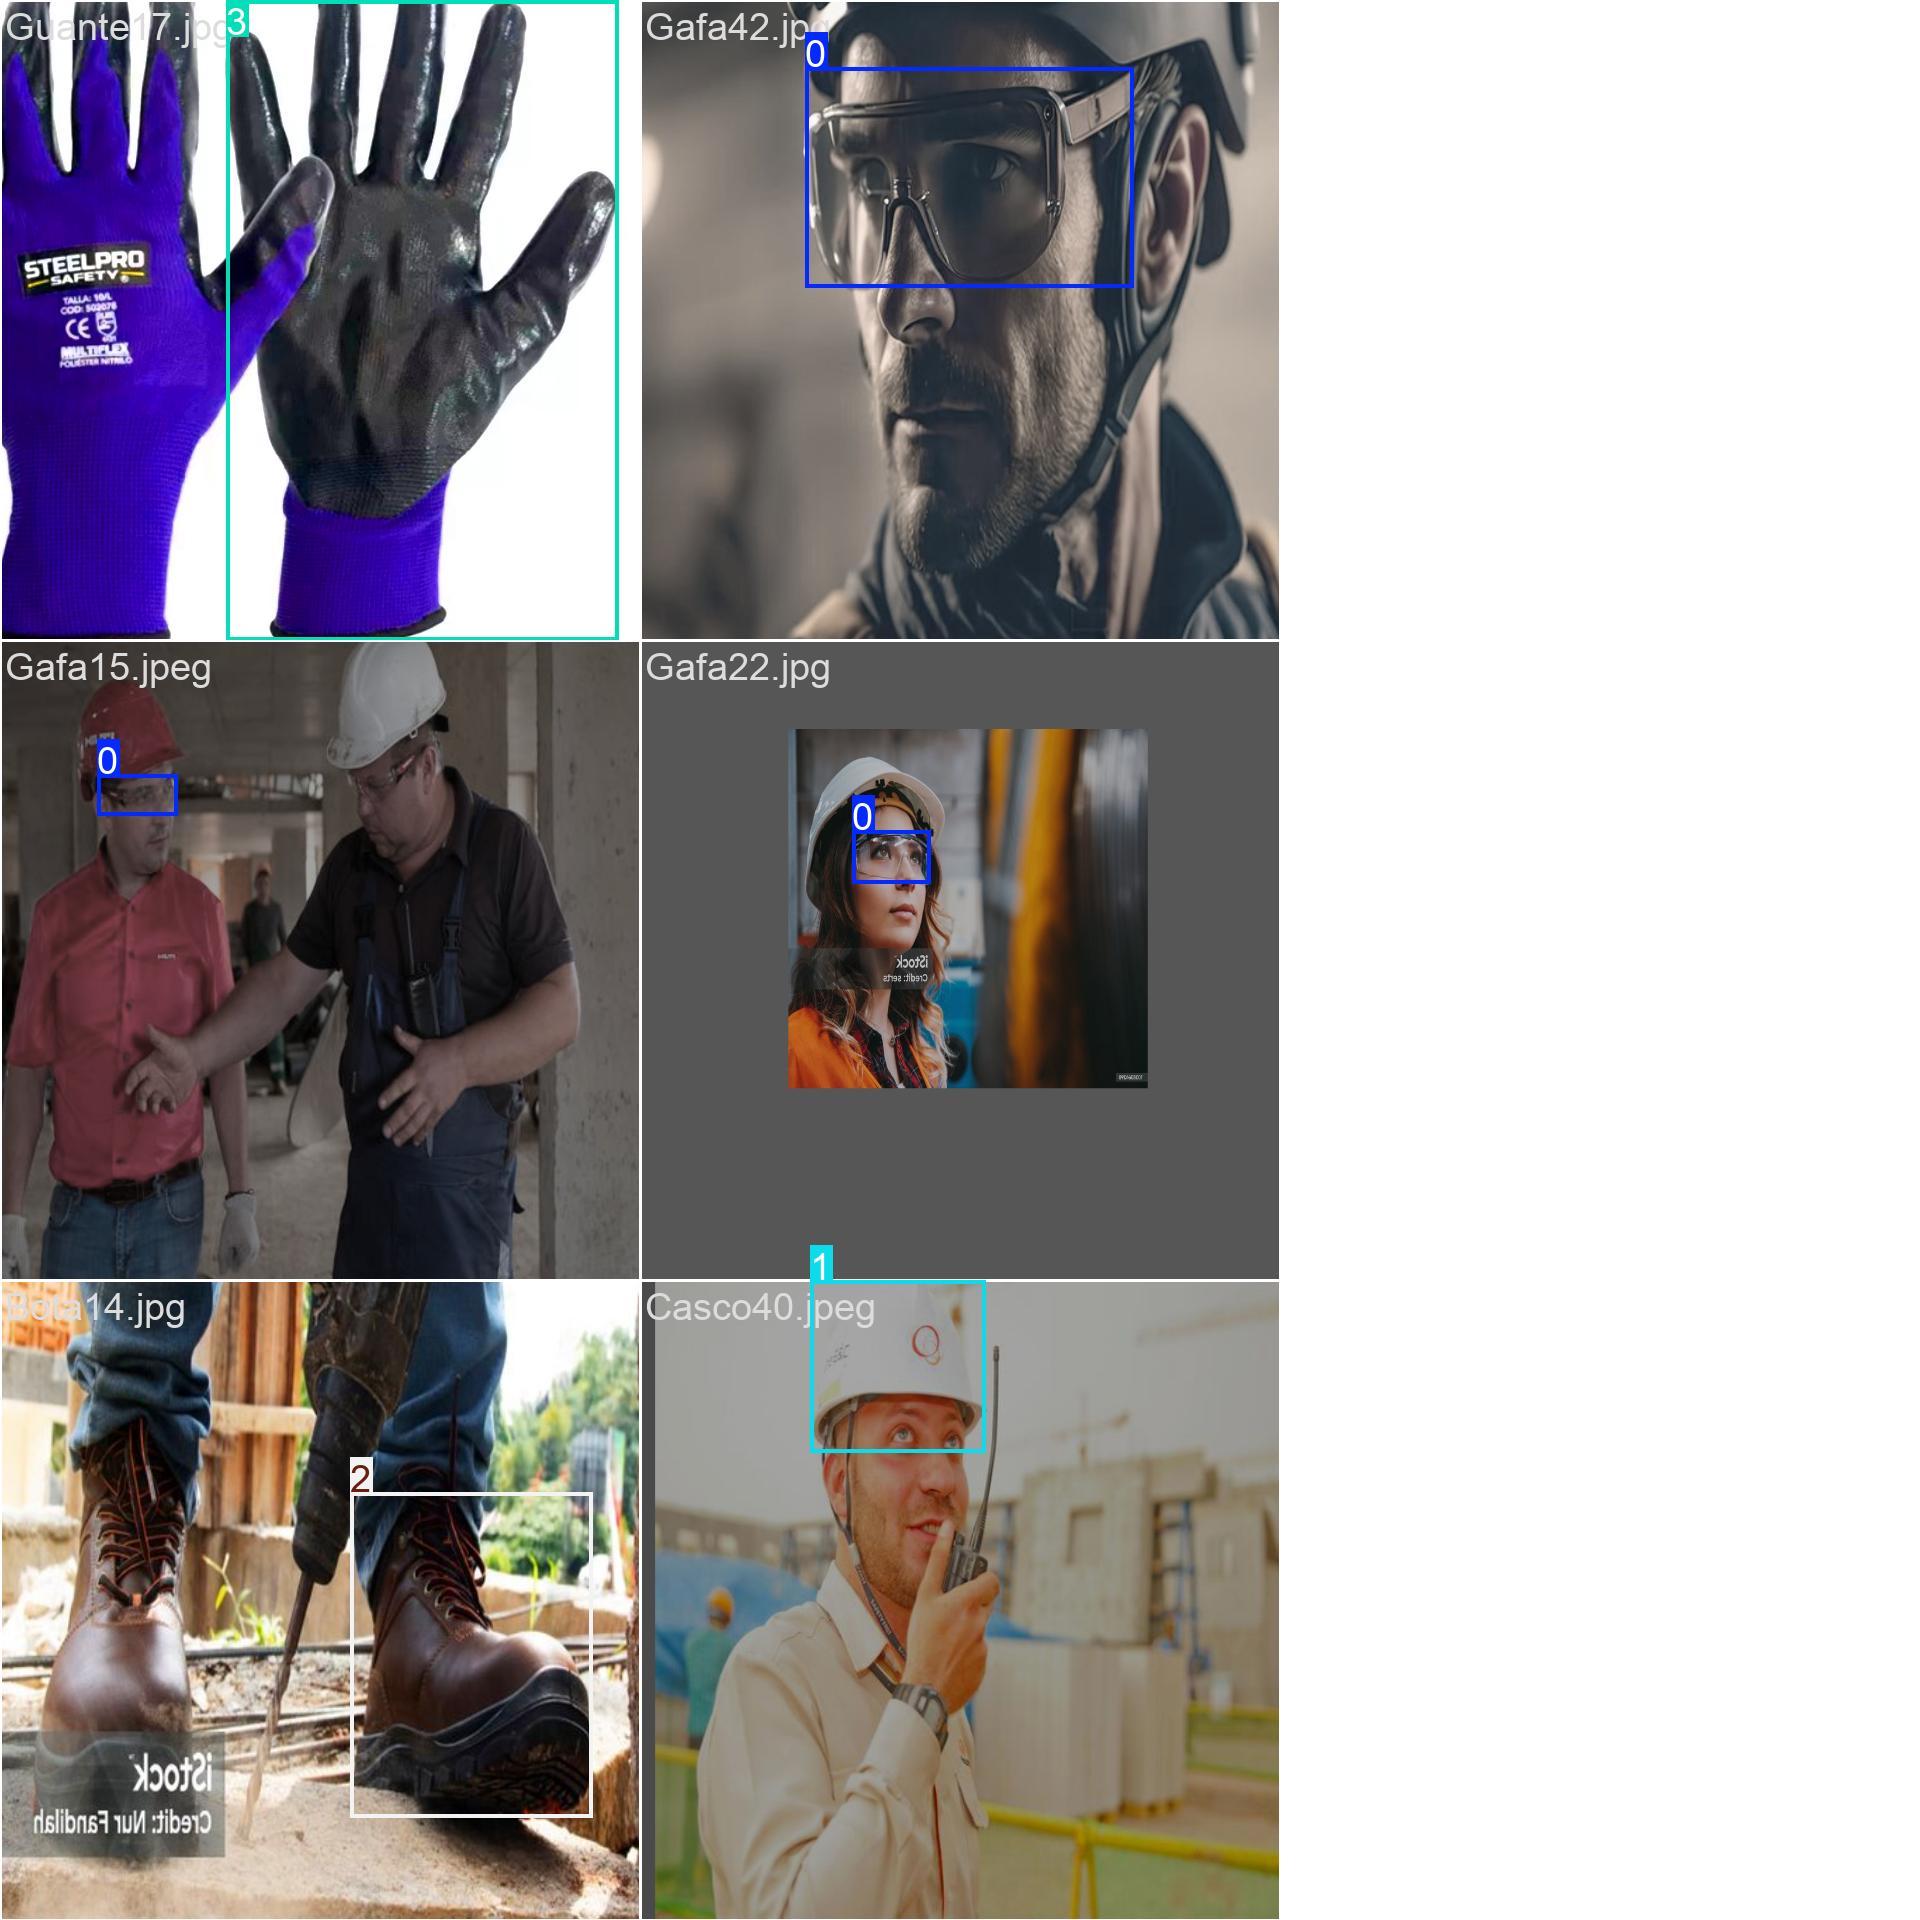 Guante17.jpg
3
STEELPRO
SAFETY
TALLA: 10/L
COD: 502076
CE
MULTIFLEX
POLIÉSTER NITRILO
Gafa42.jpg
0
Gafa15.jpeg
0
Gafa22.jpg
0
iStock
Credit: serts
Bota14.jpg
2
iStock
Credit: Nur Fandilah
1
Casco40.jpeg